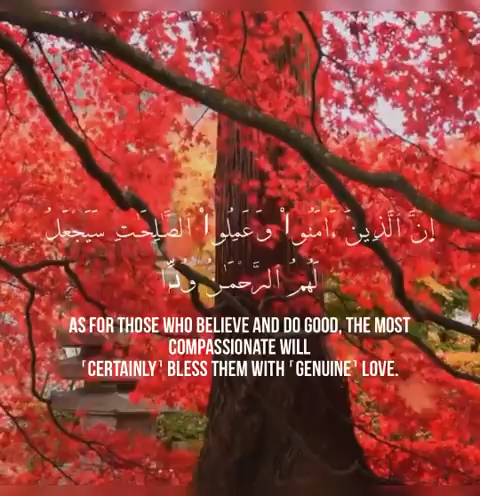 إِنَّ ٱلَّذِينَ ءَامَنُوا۟ وَعَمِلُوا۟ ٱلصَّـٰلِحَـٰتِ سَيَجْعَلُ
لَهُمُ ٱلرَّحْمَـٰنُ وُدًّا
AS FOR THOSE WHO BELIEVE AND DO GOOD, THE MOST
COMPASSIONATE WILL
˹CERTAINLY˺ BLESS THEM WITH ˹GENUINE˺ LOVE.